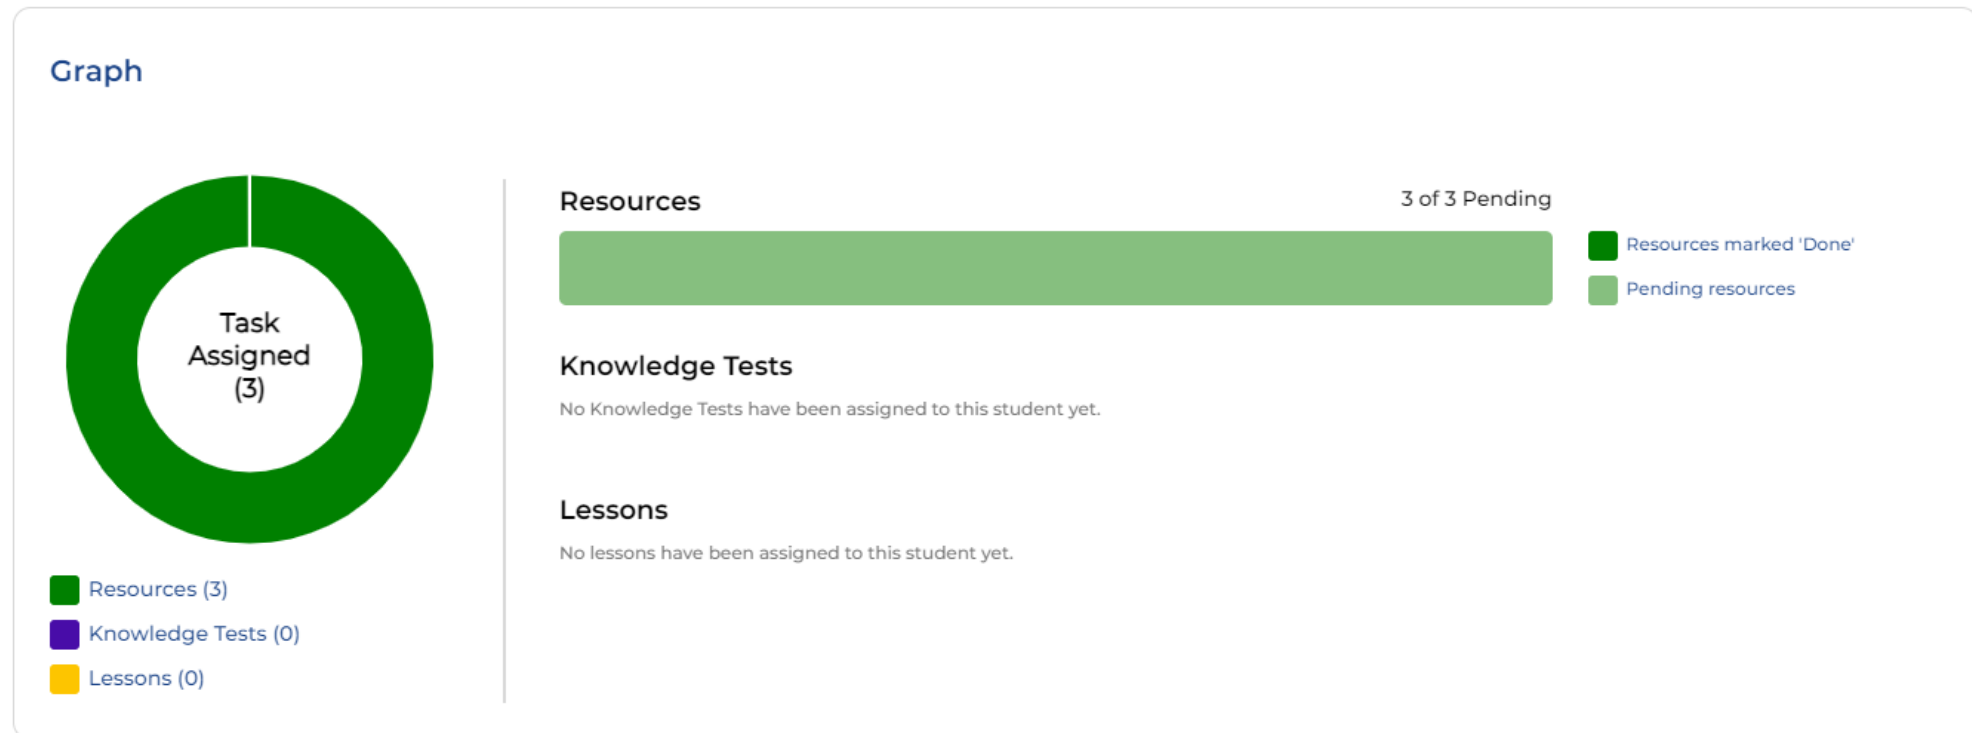 Graph
Task
Assigned
(3)
Resources (3)
Knowledge Tests (0)
Lessons (0)
Resources
3 of 3 Pending
Resources marked 'Done'
Pending resources
Knowledge Tests
No Knowledge Tests have been assigned to this student yet.
Lessons
No lessons have been assigned to this student yet.